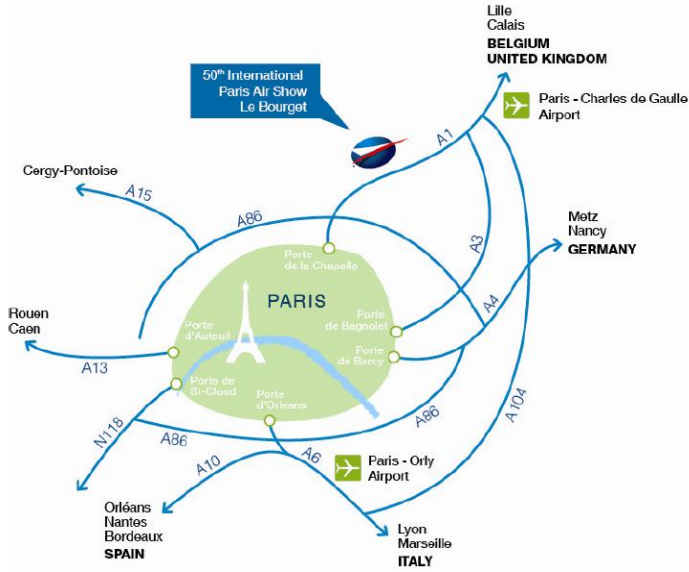 Lille
Calais
BELGIUM
UNITED KINGDOM
50th International
Paris Air Show
Le Bourget
Paris - Charles de Gaulle
Airport
A1
Cergy-Pontoise
A15
A86
Metz
Nancy
GERMANY
A3
Porte
de la Chapelle
PARIS
A4
Rouen
Caen
Porte
d'Auteuil
Porte
de Bagnolet
Porte
de Bercy
A13
Porte de
St-Cloud
Porte
d'Orleans
A104
N118
A86
A86
A10
A6
Paris - Orly
Airport
Orléans
Nantes
Bordeaux
SPAIN
Lyon
Marseille
ITALY